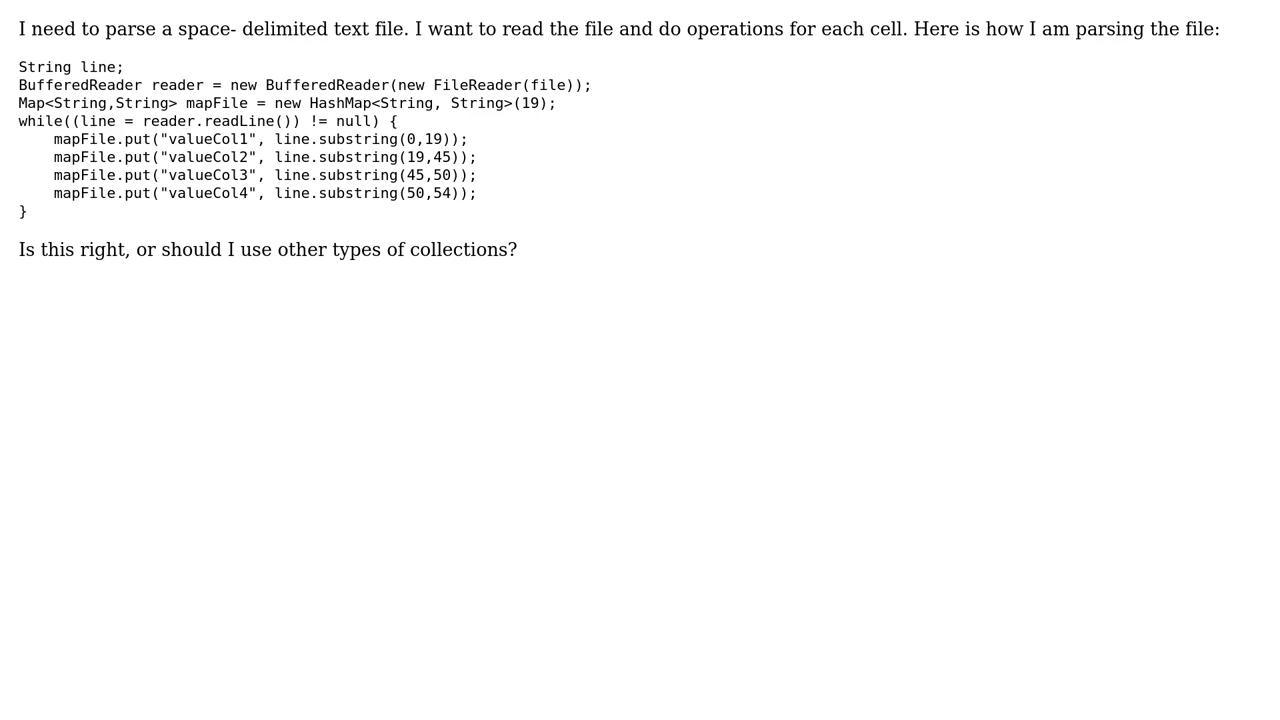 I need to parse a space- delimited text file. I want to read the file and do operations for each cell. Here is how I am parsing the file:
String line;
BufferedReader reader = new BufferedReader(new FileReader(file));
Map<String,String> mapFile = new HashMap<String, String>(19);
while((line = reader.readLine()) != null) {
    mapFile.put("valueCol1", line.substring(0,19));
    mapFile.put("valueCol2", line.substring(19,45));
    mapFile.put("valueCol3", line.substring(45,50));
    mapFile.put("valueCol4", line.substring(50,54));
}
Is this right, or should I use other types of collections?